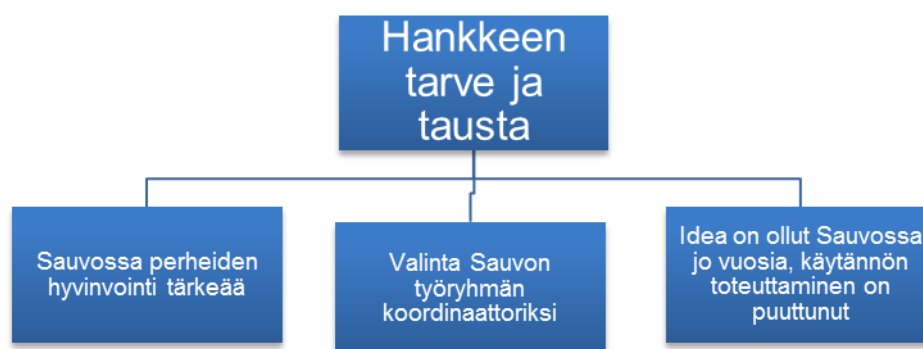 Hankkeen
tarve ja
tausta
Sauvossa perheiden
hyvinvointi tärkeää
Valinta Sauvon
työryhmän
koordinaattoriksi
Idea on ollut Sauvossa
jo vuosia, käytännön
toteuttaminen on
puuttunut